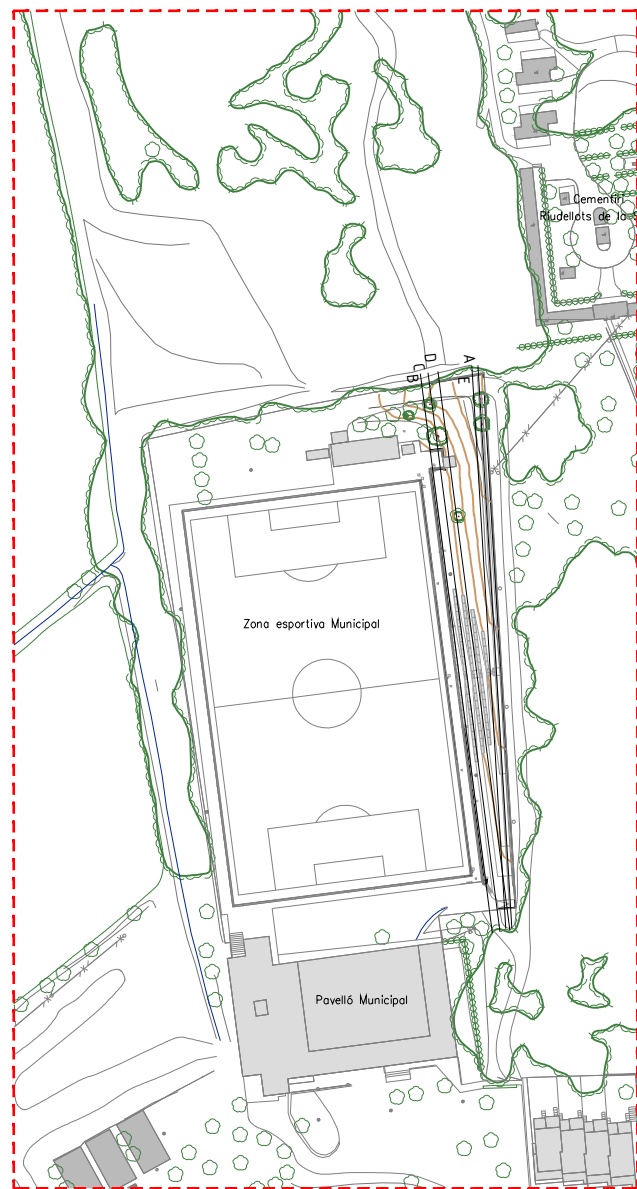 Cementiri
Riudellots de la S
A
D
C
E
B
Zona esportiva Municipal
Pavelló Municipal